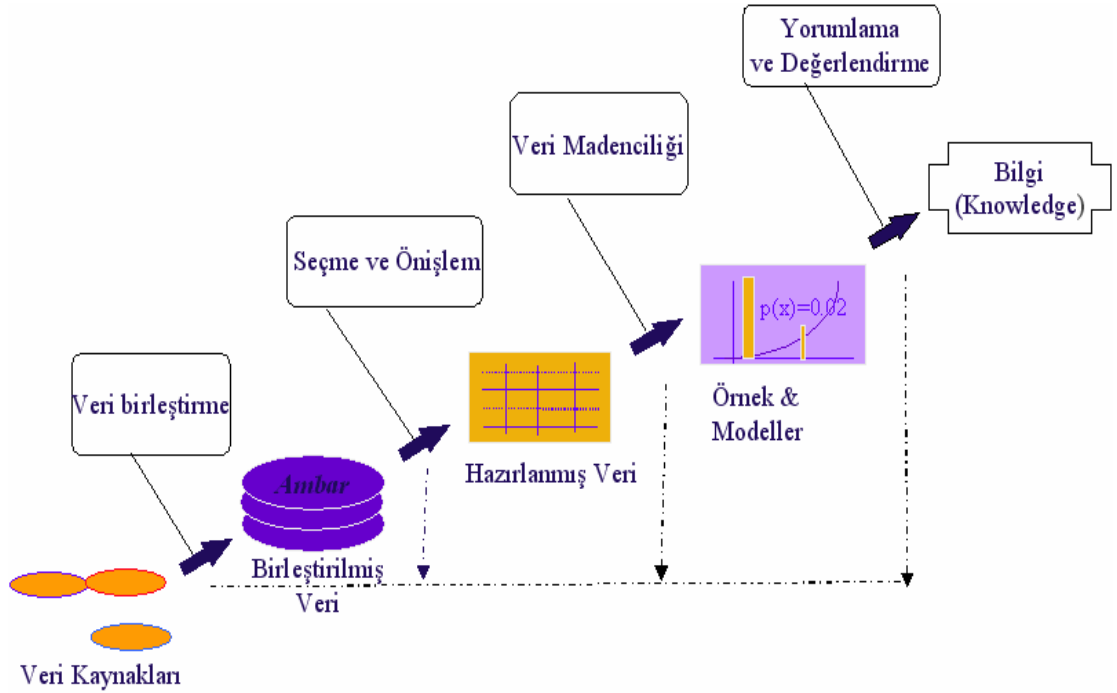 Yorumlama
ve Değerlendirme
Veri Madenciliği
Bilgi
(Knowledge)
Seçme ve Önişlem
p(x)=0.02
Veri birleştirme
Örnek &
Modeller
Hazırlanmış Veri
Ambar
Birleştirilmiş
Veri
Veri Kaynakları